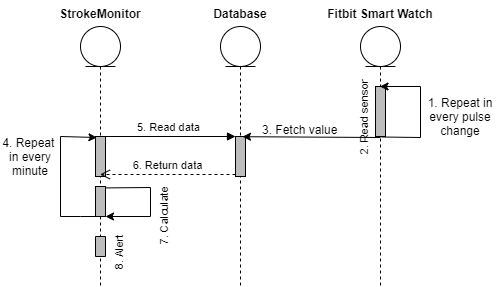 StrokeMonitor
Database
Fitbit Smart Watch
1. Repeat in
every pulse
change
2. Read sensor
3. Fetch value
4. Repeat
in every
minute
5. Read data
6. Return data
7. Calculate
8. Alert